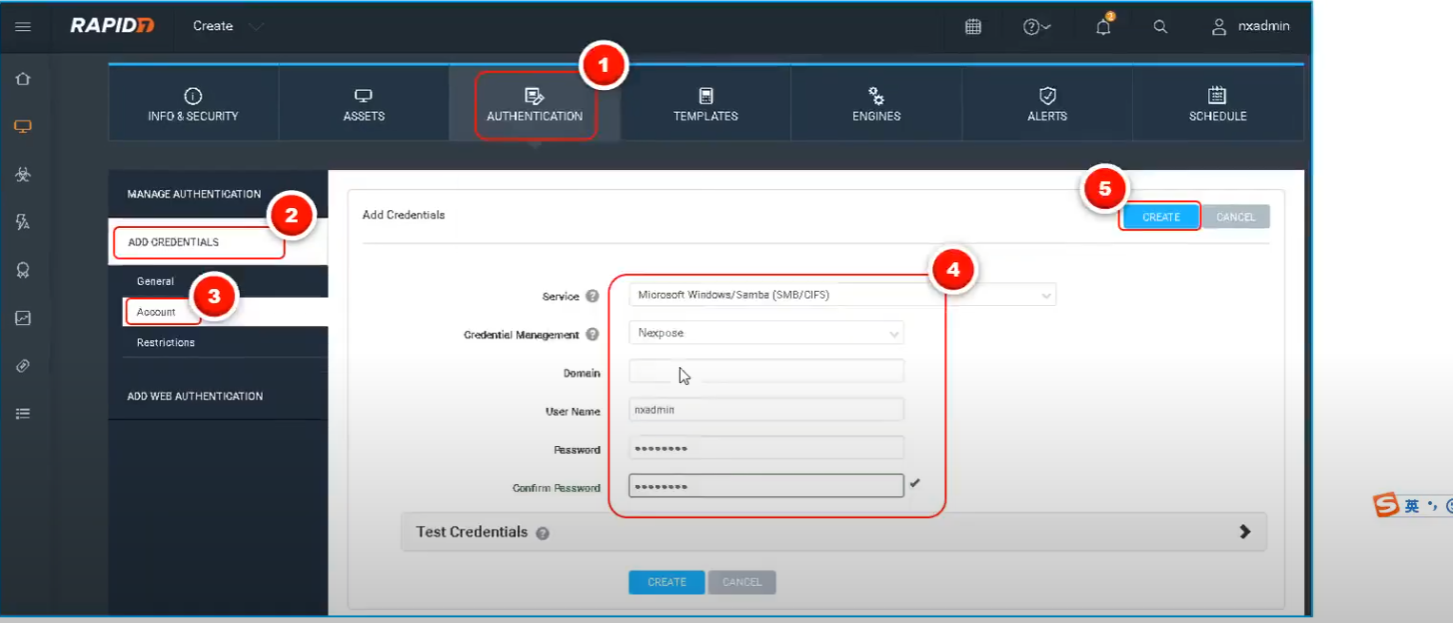 RAPID7 Create nxadmin
1
INFO & SECURITY ASSETS AUTHENTICATION TEMPLATES ENGINES ALERTS SCHEDULE
MANAGE AUTHENTICATION
2
ADD CREDENTIALS
General
3
Account
Restrictions
ADD WEB AUTHENTICATION
5
Add Credentials CREATE CANCEL
4
Service ? Microsoft Windows/Samba (SMB/CIFS)
Credential Management ? Nexpose
Domain
User Name nxadmin
Password ••••••••
Confirm Password ••••••••
Test Credentials ?
CREATE CANCEL
S 英